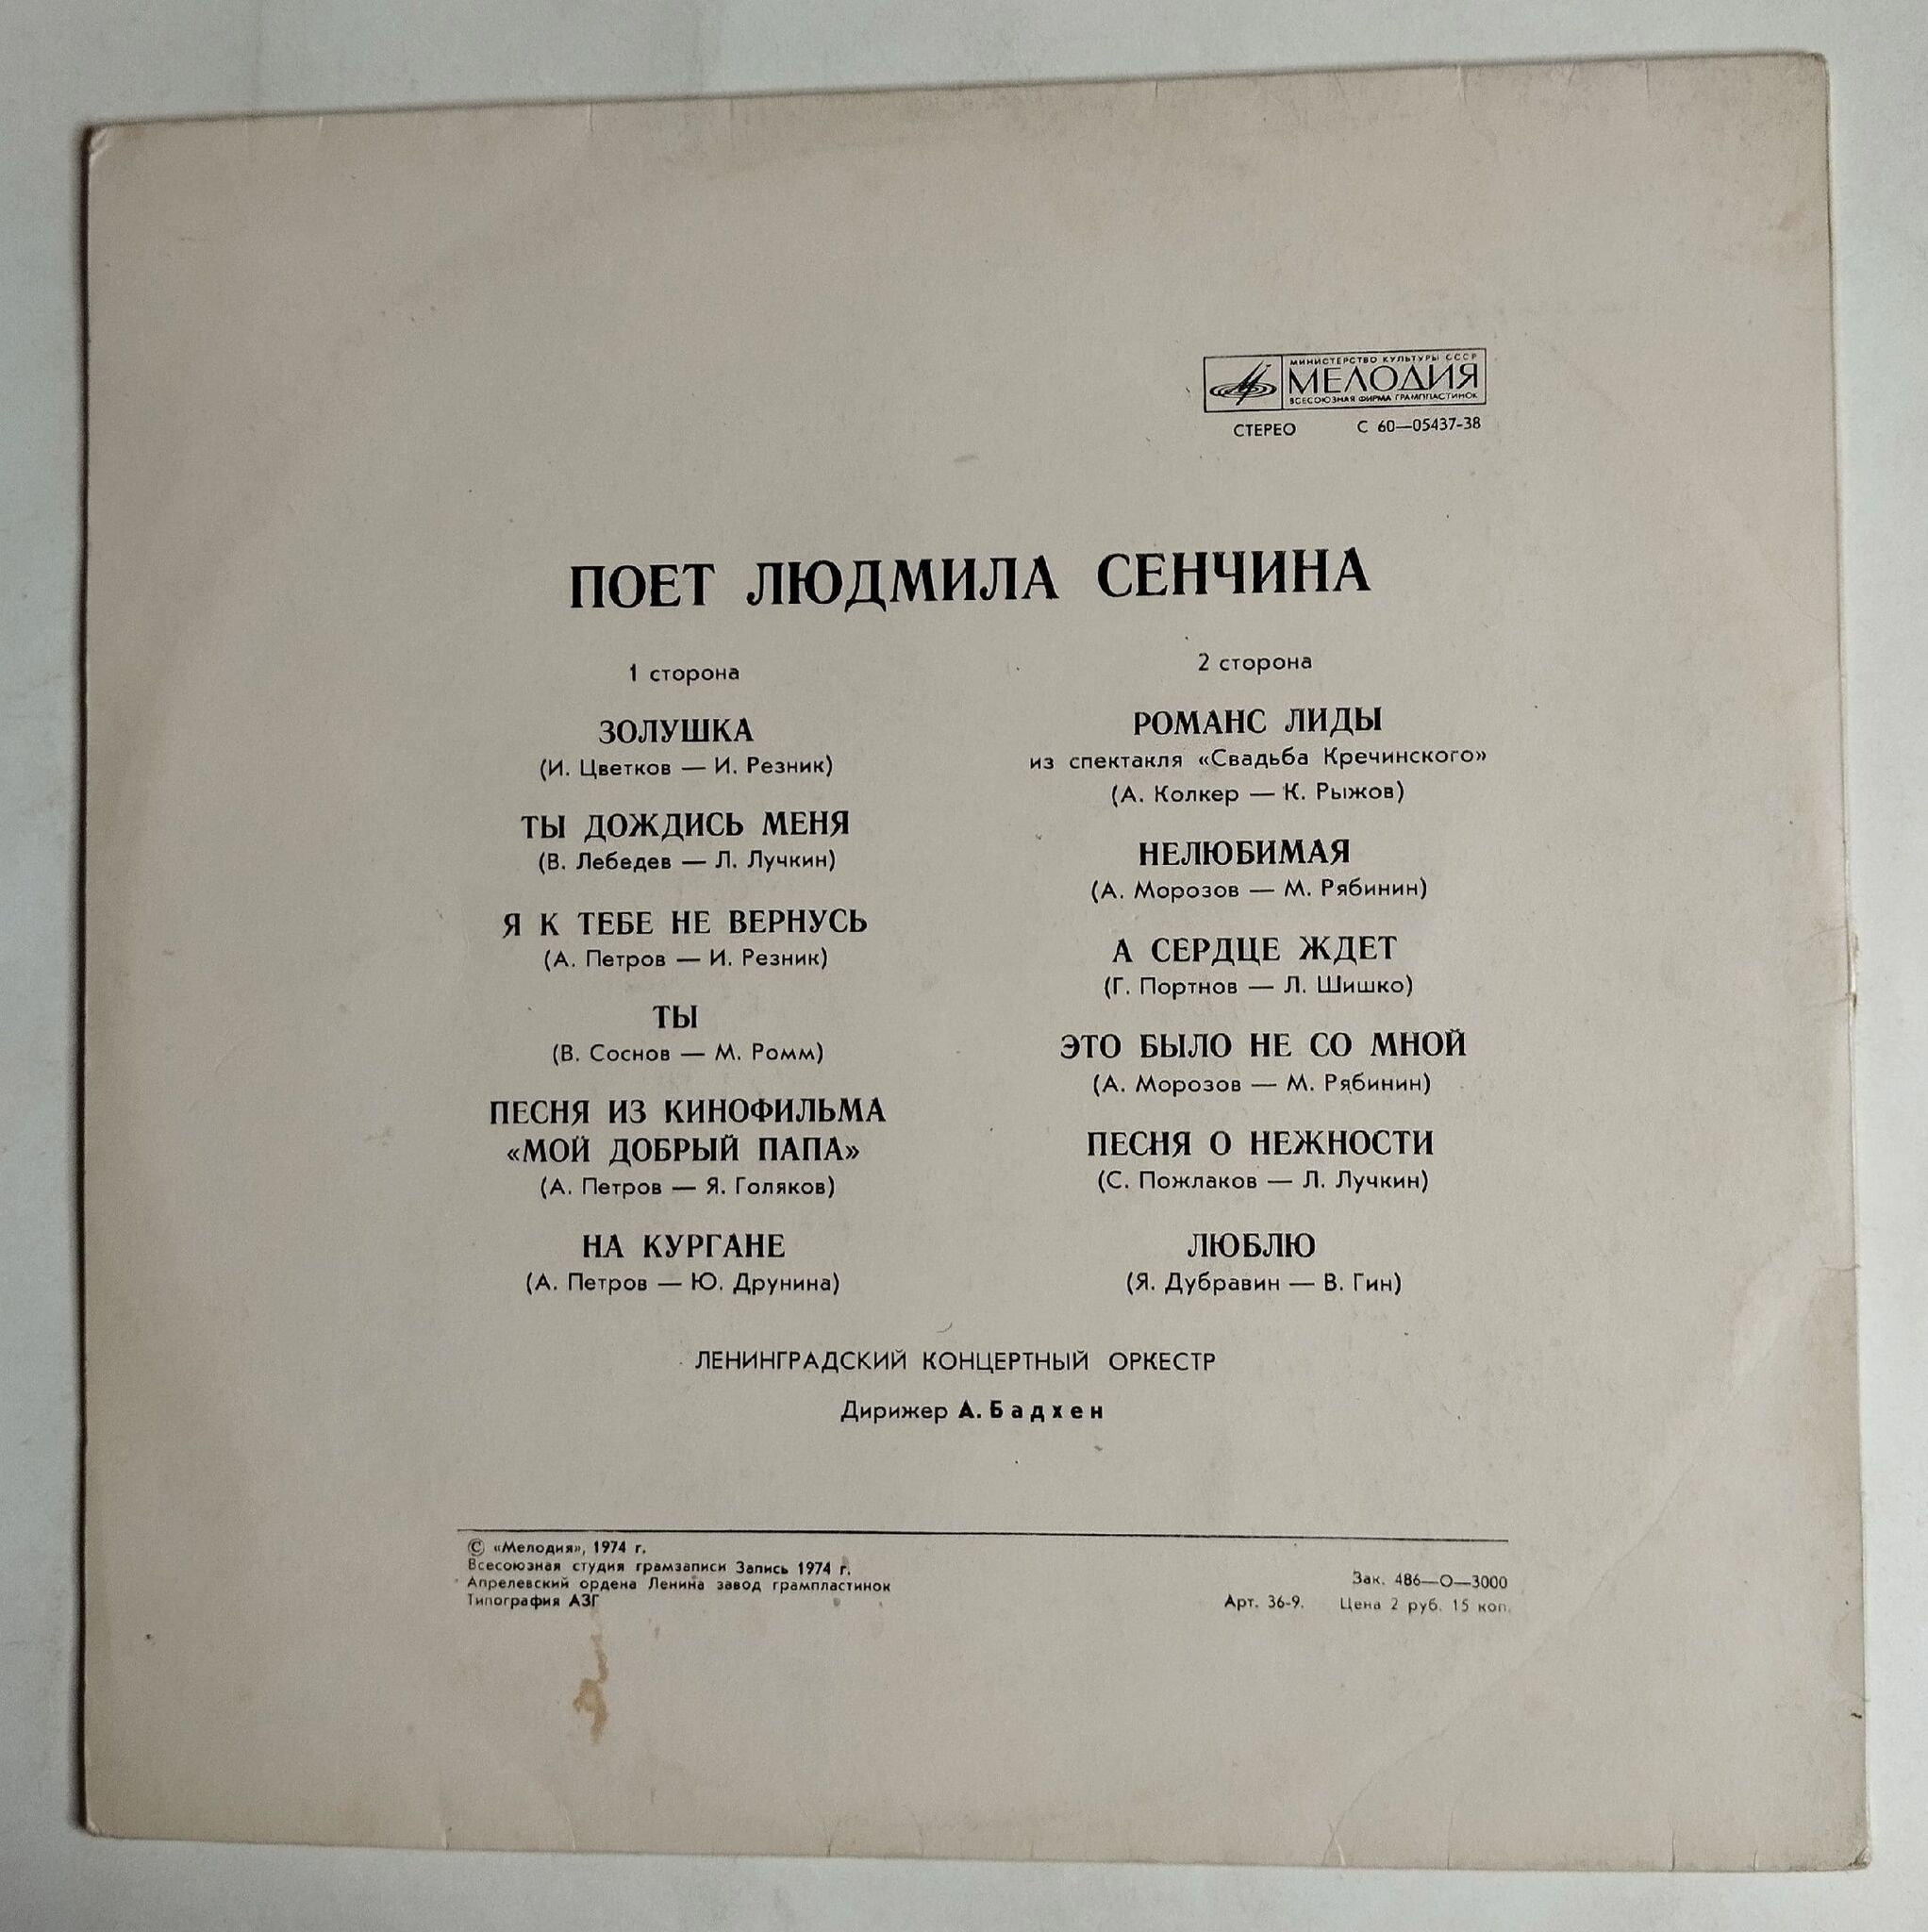 МИНИСТЕРСТВО КУЛЬТУРЫ СССР
МЕЛОДИЯ
ВСЕСОЮЗНАЯ ФИРМА ГРАМПЛАСТИНОК
СТЕРЕО С 60—05437-38
ПОЕТ ЛЮДМИЛА СЕНЧИНА
1 сторона
ЗОЛУШКА
(И. Цветков — И. Резник)
ТЫ ДОЖДИСЬ МЕНЯ
(В. Лебедев — Л. Лучкин)
Я К ТЕБЕ НЕ ВЕРНУСЬ
(А. Петров — И. Резник)
ТЫ
(В. Соснов — М. Ромм)
ПЕСНЯ ИЗ КИНОФИЛЬМА
«МОЙ ДОБРЫЙ ПАПА»
(А. Петров — Я. Голяков)
НА КУРГАНЕ
(А. Петров — Ю. Друнина)
2 сторона
РОМАНС ЛИДЫ
из спектакля «Свадьба Кречинского»
(А. Колкер — К. Рыжов)
НЕЛЮБИМАЯ
(А. Морозов — М. Рябинин)
А СЕРДЦЕ ЖДЕТ
(Г. Портнов — Л. Шишко)
ЭТО БЫЛО НЕ СО МНОЙ
(А. Морозов — М. Рябинин)
ПЕСНЯ О НЕЖНОСТИ
(С. Пожлаков — Л. Лучкин)
ЛЮБЛЮ
(Я. Дубравин — В. Гин)
ЛЕНИНГРАДСКИЙ КОНЦЕРТНЫЙ ОРКЕСТР
Дирижер А. Бадхен
© «Мелодия», 1974 г.
Всесоюзная студия грамзаписи Запись 1974 г.
Апрелевский ордена Ленина завод грампластинок
Типография АЗГ
Зак. 486—О—3000
Арт. 36-9. Цена 2 руб. 15 коп.